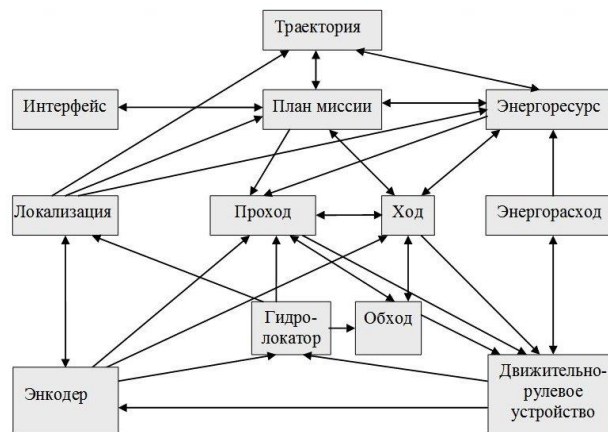 Траектория
Интерфейс
План миссии
Энергоресурс
Локализация
Проход
Ход
Энергорасход
Гидро-
локатор
Обход
Энкодер
Движительно-
рулевое
устройство